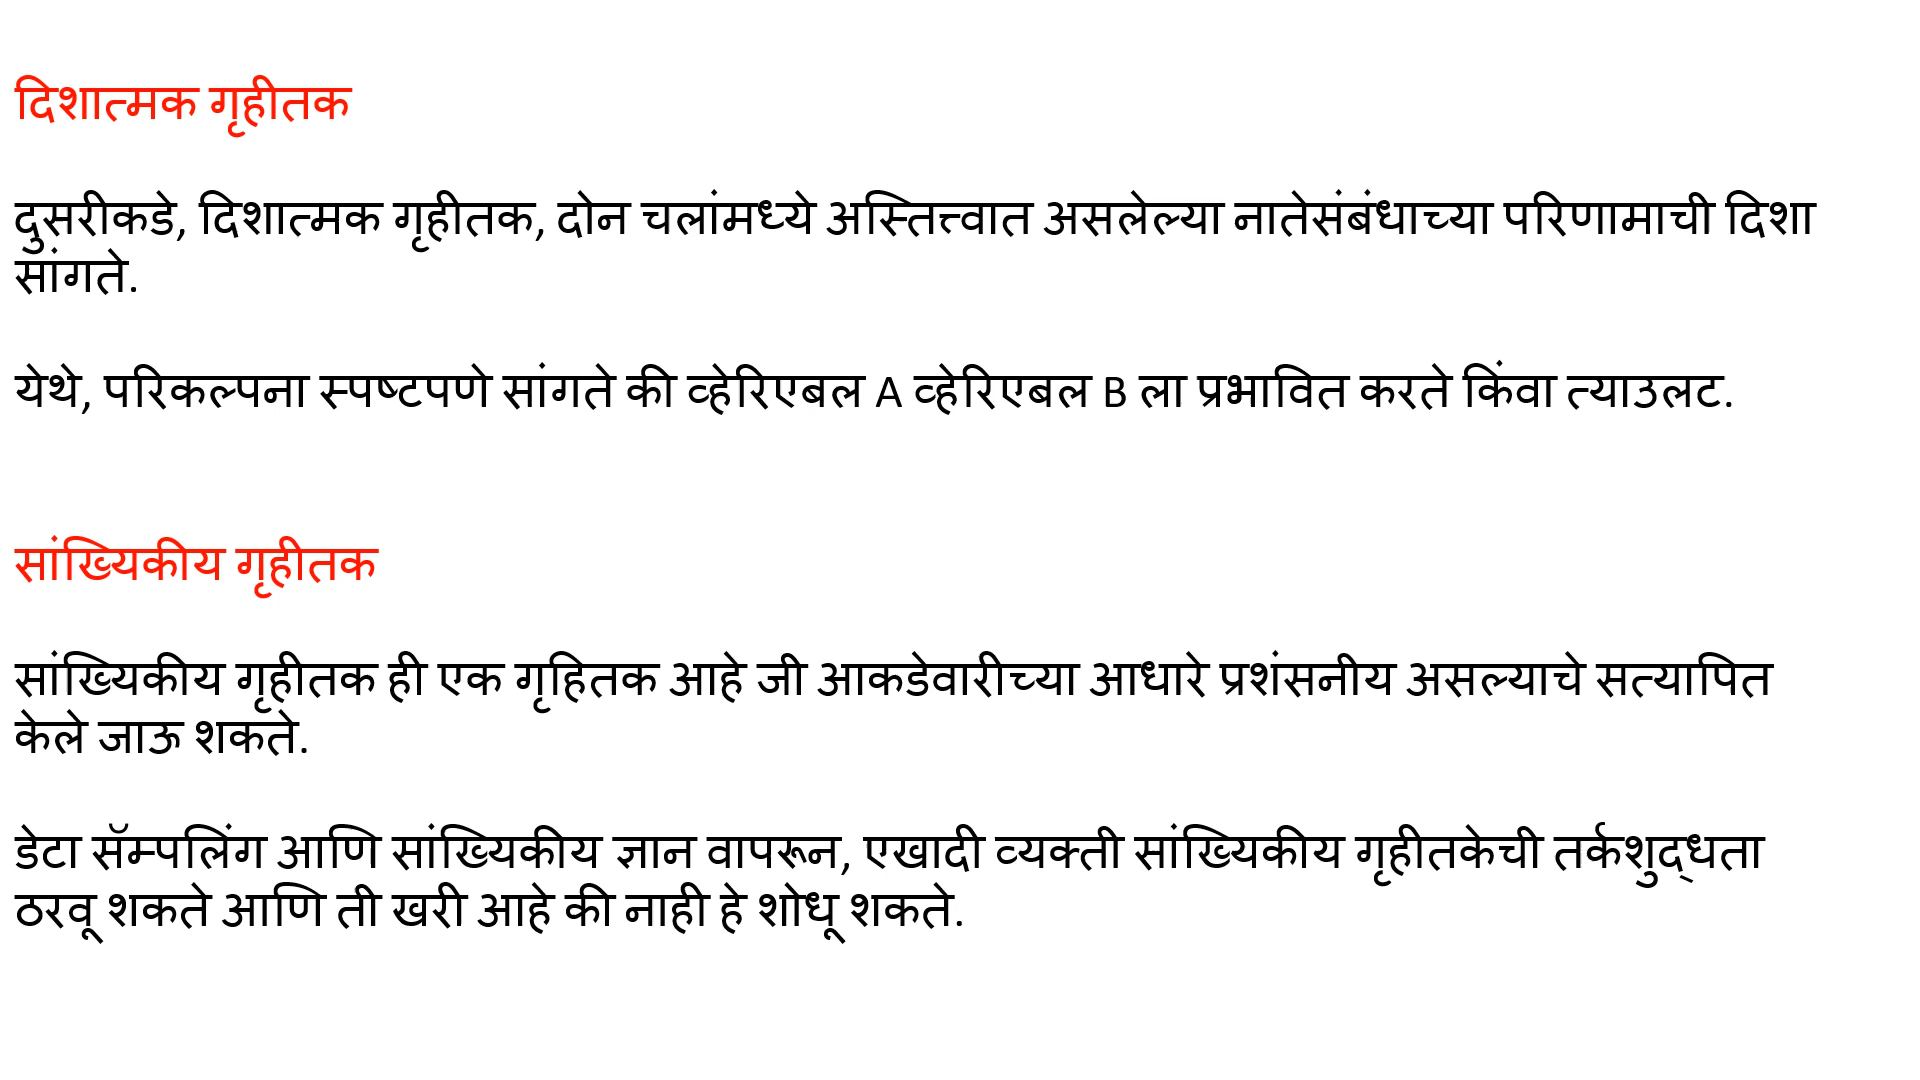 दिशात्मक गृहीतक
दुसरीकडे, दिशात्मक गृहीतक, दोन चलांमध्ये अस्तित्त्वात असलेल्या नातेसंबंधाच्या परिणामाची दिशा
सांगते.
येथे, परिकल्पना स्पष्टपणे सांगते की व्हेरिएबल A व्हेरिएबल B ला प्रभावित करते किंवा त्याउलट.
सांख्यिकीय गृहीतक
सांख्यिकीय गृहीतक ही एक गृहितक आहे जी आकडेवारीच्या आधारे प्रशंसनीय असल्याचे सत्यापित
केले जाऊ शकते.
डेटा सॅम्पलिंग आणि सांख्यिकीय ज्ञान वापरून, एखादी व्यक्ती सांख्यिकीय गृहीतकेची तर्कशुद्धता
ठरवू शकते आणि ती खरी आहे की नाही हे शोधू शकते.